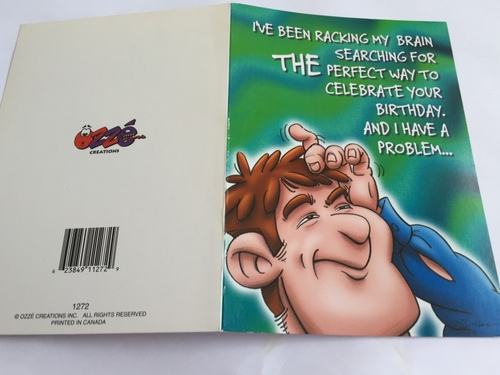 I'VE BEEN RACKING MY BRAIN
SEARCHING FOR
THE PERFECT WAY TO
CELEBRATE YOUR
BIRTHDAY.
AND I HAVE A
PROBLEM...
OZZÉ
CREATIONS
6 23849 11272 9
1272
© OZZÉ CREATIONS INC. ALL RIGHTS RESERVED
PRINTED IN CANADA